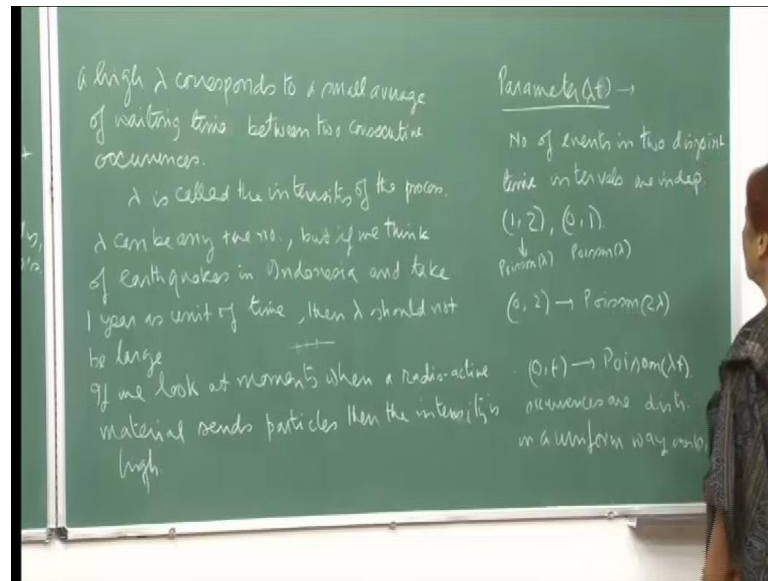 a high λ corresponds to a small average
of waiting time between two consecutive
occurences.
λ is called the intensities of the process.
λ can be any +ve no., but if we think
of earthquakes in Indonesia and take
1 year as unit of time, then λ should not
be large
If we look at moments when a radio-active
material sends particles then the intensity is
high.
Parameter(λt) →
No of events in two disjoint
time intervals are indep.
(1, 2), (0, 1).
↓
Poisson(λ) Poisson(λ)
(0, 2) → Poisson(2λ)
(0, t) → Poisson(λt)
occurences are distr.
in a uniform way